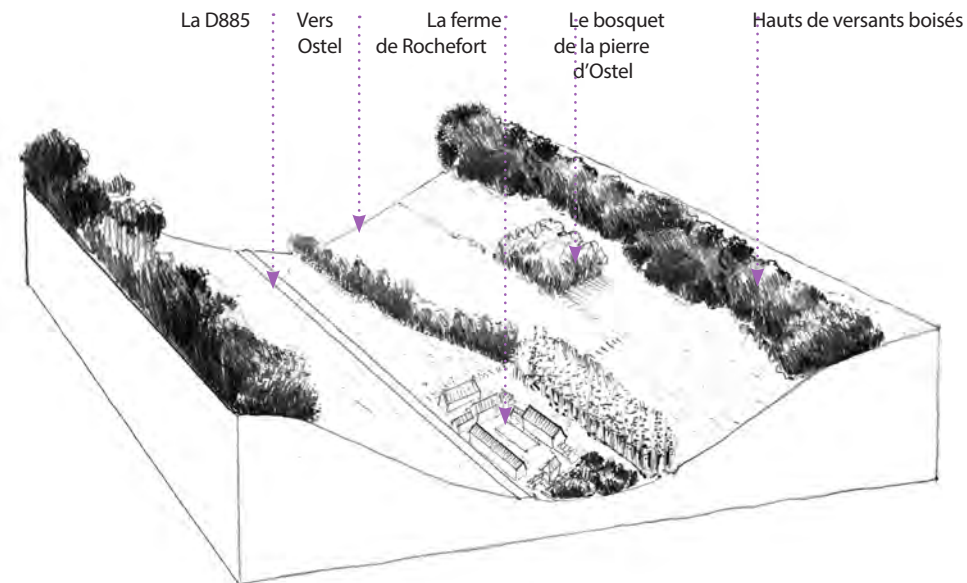 La D885
Vers
Ostel
La ferme
de Rochefort
Le bosquet
de la pierre
d'Ostel
Hauts de versants boisés